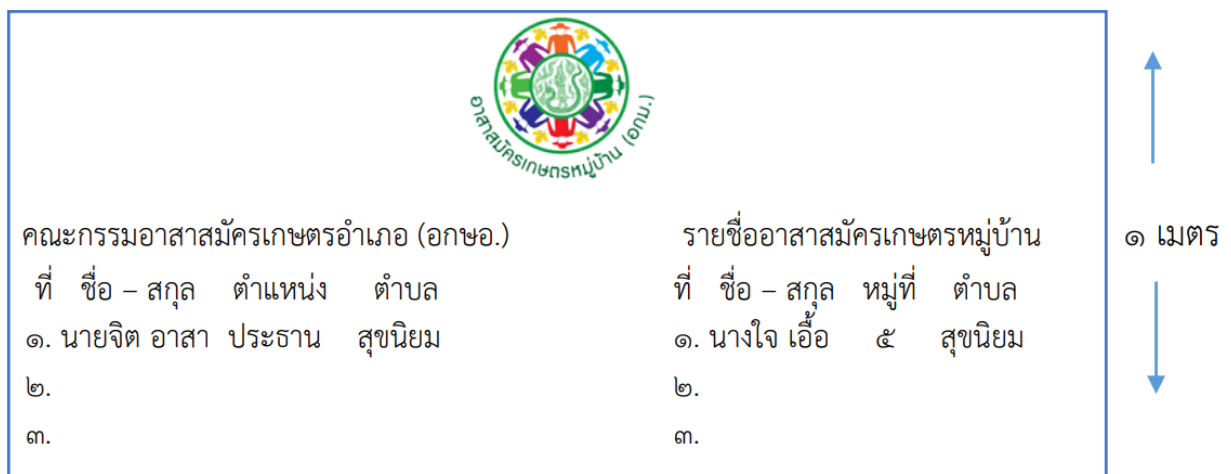 อาสาสมัครเกษตรหมู่บ้าน (อกม.)
คณะกรรมอาสาสมัครเกษตรอำเภอ (อกษอ.)
ที่ ชื่อ – สกุล ตำแหน่ง ตำบล
๑. นายจิต อาสา ประธาน สุขนิยม
๒.
๓.
รายชื่ออาสาสมัครเกษตรหมู่บ้าน
ที่ ชื่อ – สกุล หมู่ที่ ตำบล
๑. นางใจ เอื้อ ๕ สุขนิยม
๒.
๓.
๑ เมตร